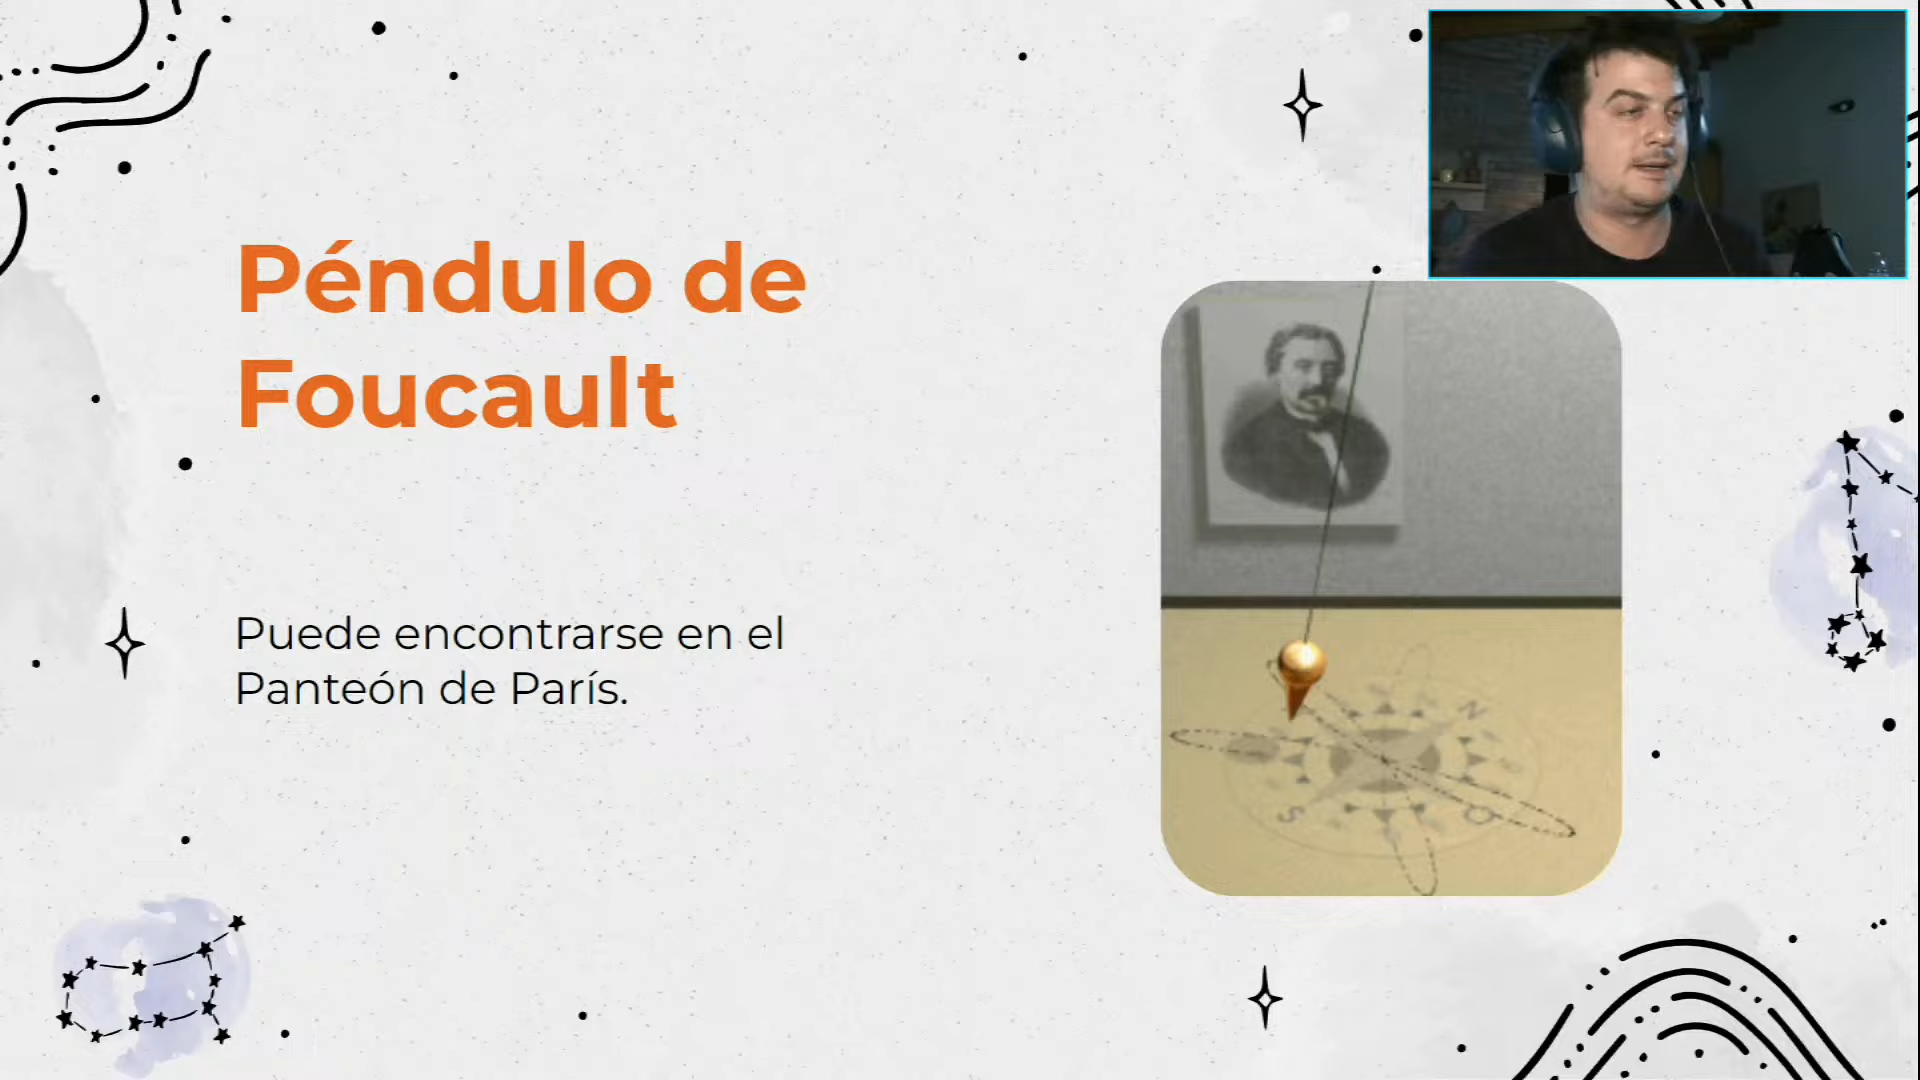 Péndulo de
Foucault
Puede encontrarse en el
Panteón de París.
N
S
O